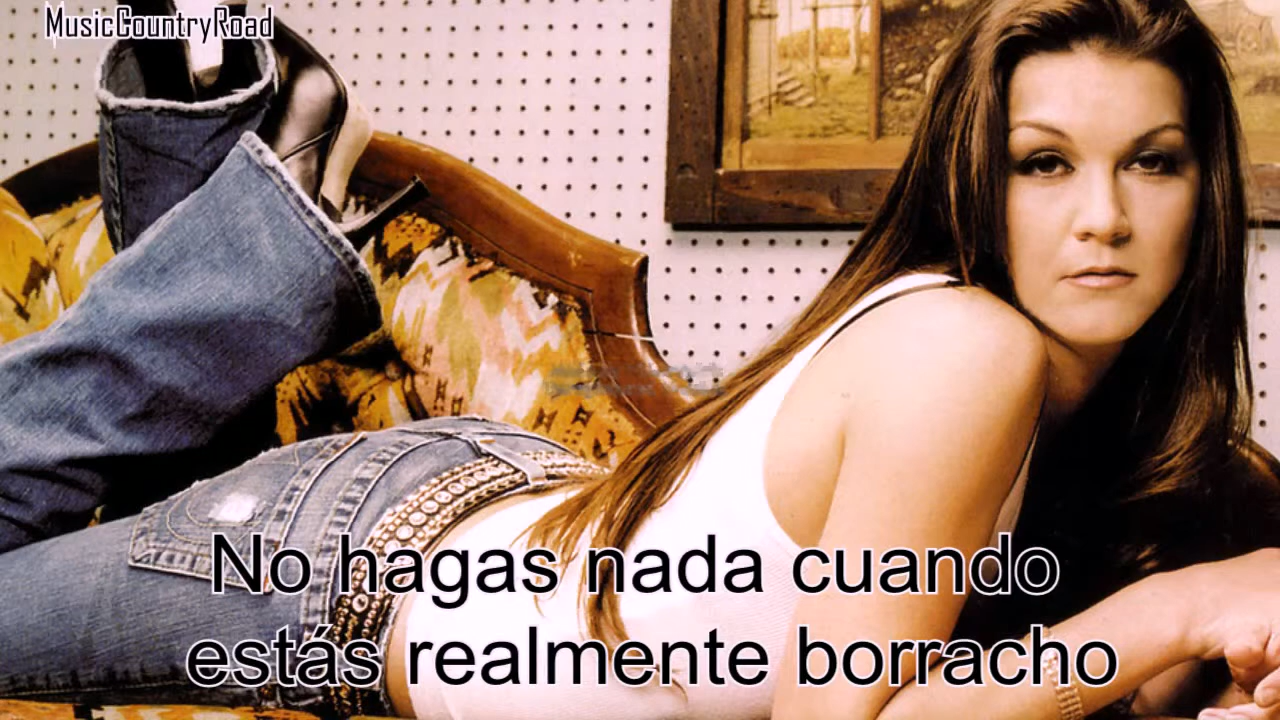 MusicCountryRoad
No hagas nada cuando
estás realmente borracho